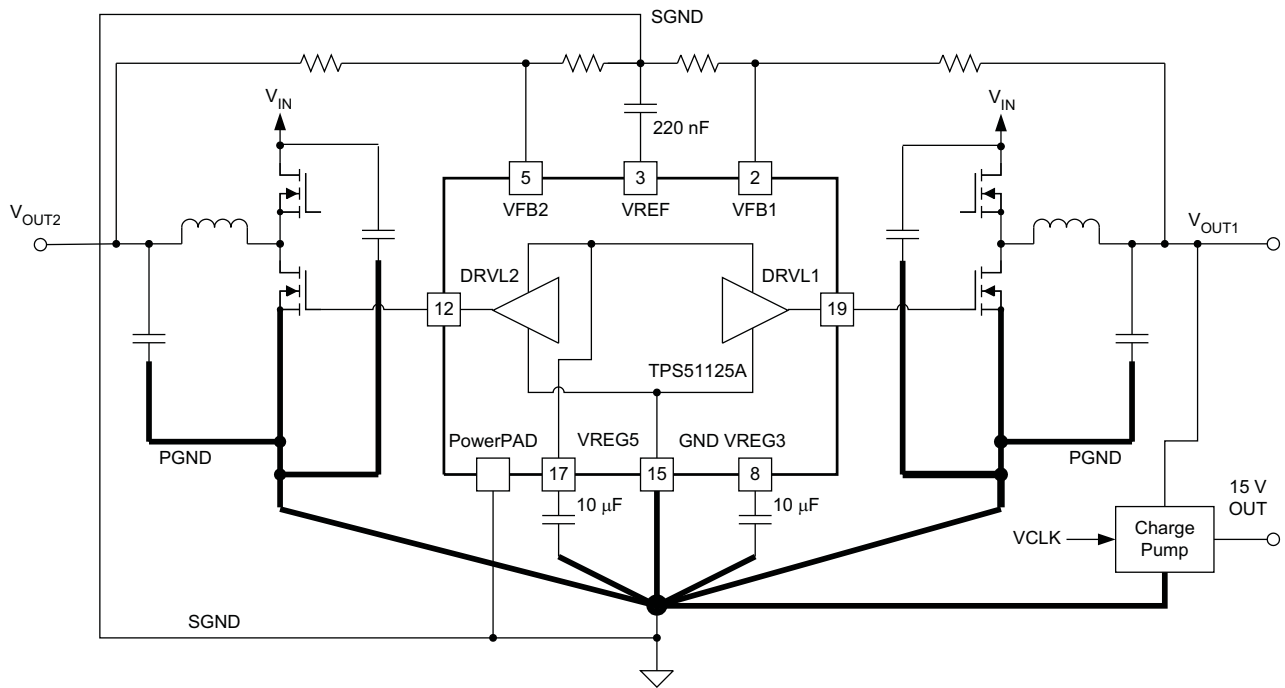 SGND
V_IN
220 nF
V_IN
5
3
2
VFB2
VREF
VFB1
V_OUT2
V_OUT1
DRVL2
DRVL1
12
19
TPS51125A
PowerPAD
VREG5
GND VREG3
PGND
PGND
17
15
8
10 μF
10 μF
15 V
OUT
VCLK
Charge
Pump
SGND